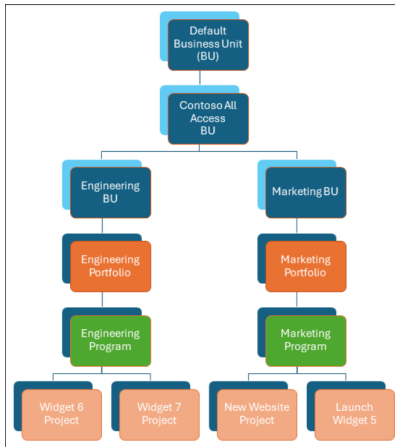 Default
Business Unit
(BU)
Contoso All
Access
BU
Engineering
BU
Marketing BU
Engineering
Portfolio
Marketing
Portfolio
Engineering
Program
Marketing
Program
Widget 6
Project
Widget 7
Project
New Website
Project
Launch
Widget 5